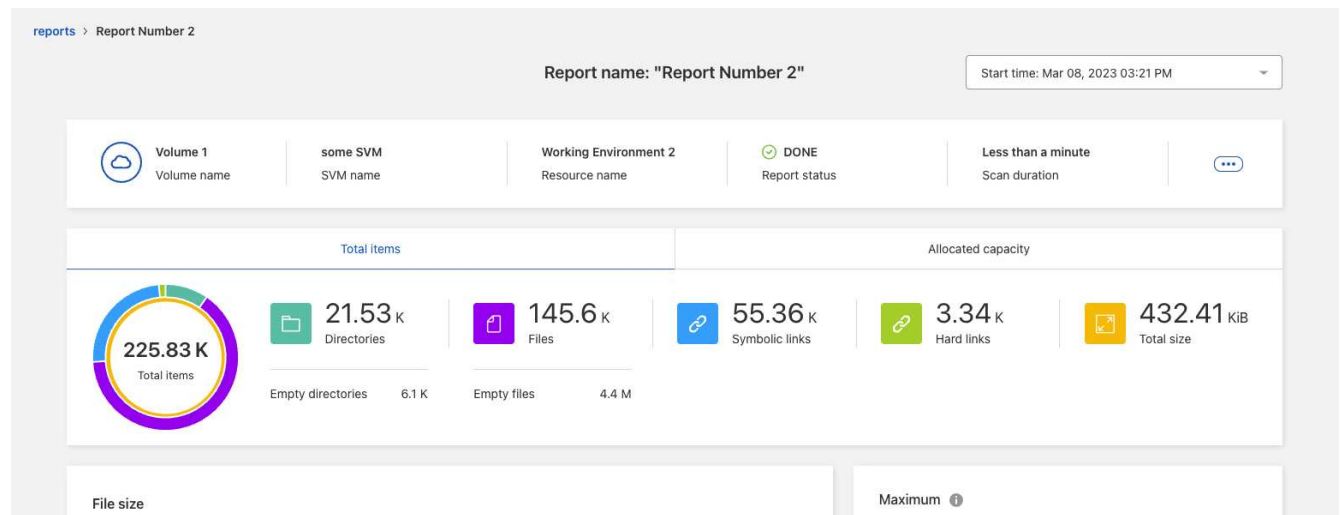 reports > Report Number 2
Report name: "Report Number 2"
Start time: Mar 08, 2023 03:21 PM
Volume 1
Volume name
some SVM
SVM name
Working Environment 2
Resource name
DONE
Report status
Less than a minute
Scan duration
Total items
Allocated capacity
225.83 K
Total items
21.53 K
Directories
Empty directories 6.1 K
145.6 K
Files
Empty files 4.4 M
55.36 K
Symbolic links
3.34 K
Hard links
432.41 KiB
Total size
File size
Maximum